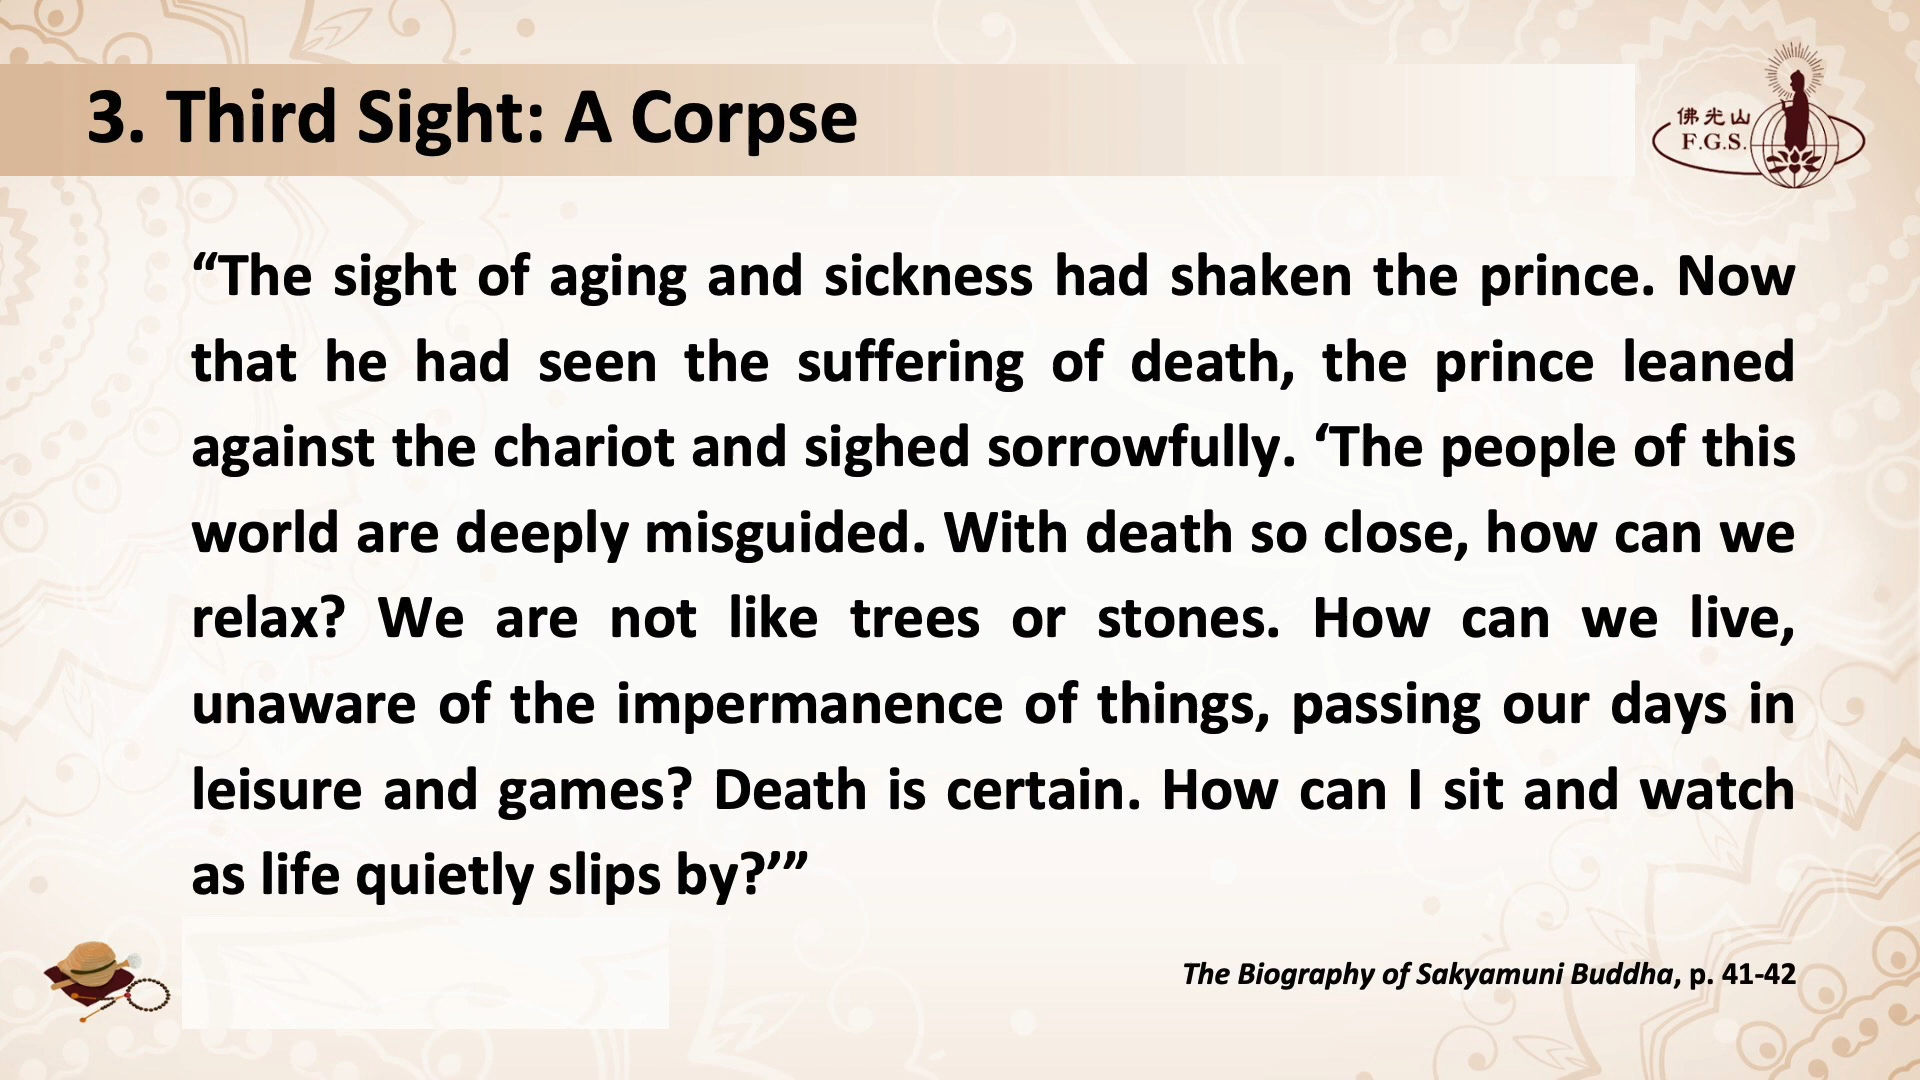 3. Third Sight: A Corpse
佛光山
F.G.S.
“The sight of aging and sickness had shaken the prince. Now
that he had seen the suffering of death, the prince leaned
against the chariot and sighed sorrowfully. ‘The people of this
world are deeply misguided. With death so close, how can we
relax? We are not like trees or stones. How can we live,
unaware of the impermanence of things, passing our days in
leisure and games? Death is certain. How can I sit and watch
as life quietly slips by?’”
The Biography of Sakyamuni Buddha, p. 41-42